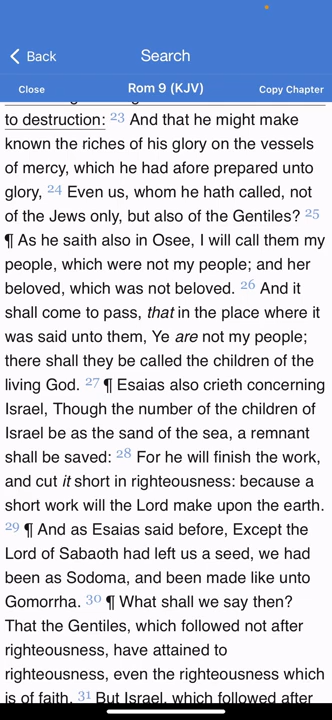 Back
Search
Close
Rom 9 (KJV)
Copy Chapter
to destruction: 23 And that he might make
known the riches of his glory on the vessels
of mercy, which he had afore prepared unto
glory, 24 Even us, whom he hath called, not
of the Jews only, but also of the Gentiles? 25
¶ As he saith also in Osee, I will call them my
people, which were not my people; and her
beloved, which was not beloved. 26 And it
shall come to pass, that in the place where it
was said unto them, Ye are not my people;
there shall they be called the children of the
living God. 27 ¶ Esaias also crieth concerning
Israel, Though the number of the children of
Israel be as the sand of the sea, a remnant
shall be saved: 28 For he will finish the work,
and cut it short in righteousness: because a
short work will the Lord make upon the earth.
29 ¶ And as Esaias said before, Except the
Lord of Sabaoth had left us a seed, we had
been as Sodoma, and been made like unto
Gomorrha. 30 ¶ What shall we say then?
That the Gentiles, which followed not after
righteousness, have attained to
righteousness, even the righteousness which
is of faith. 31 But Israel, which followed after